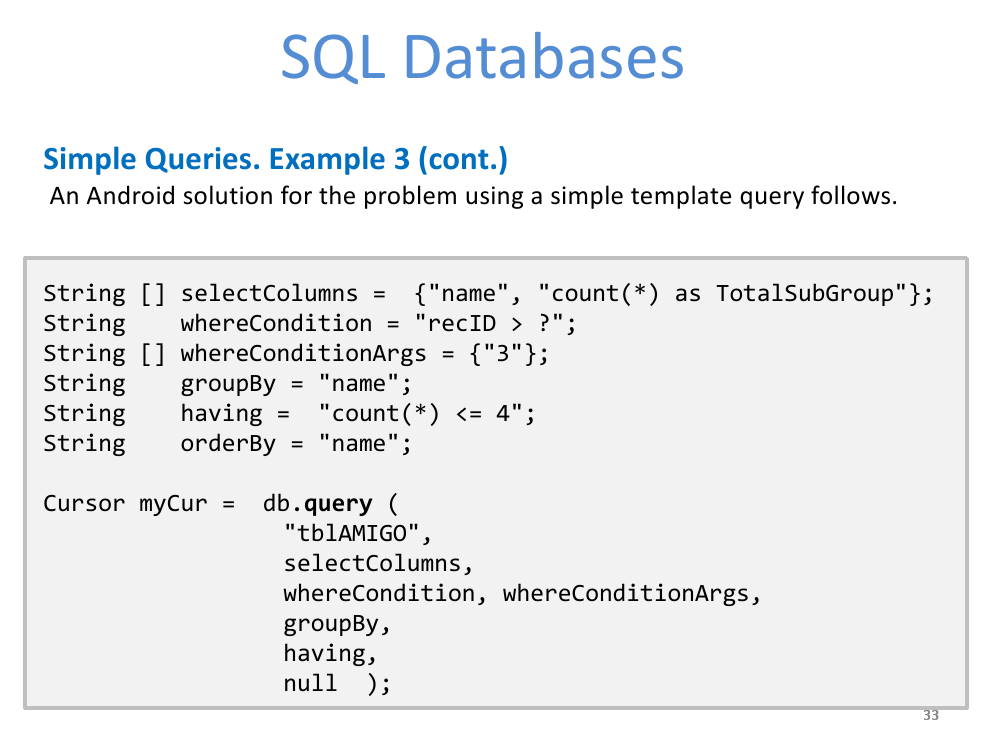 SQL Databases
Simple Queries. Example 3 (cont.)
An Android solution for the problem using a simple template query follows.
String [] selectColumns =  {"name", "count(*) as TotalSubGroup"};
String    whereCondition = "recID > ?";
String [] whereConditionArgs = {"3"};
String    groupBy = "name";
String    having =  "count(*) <= 4";
String    orderBy = "name";
Cursor myCur =  db.query (
"tblAMIGO",
selectColumns,
whereCondition, whereConditionArgs,
groupBy,
having,
null  );
33